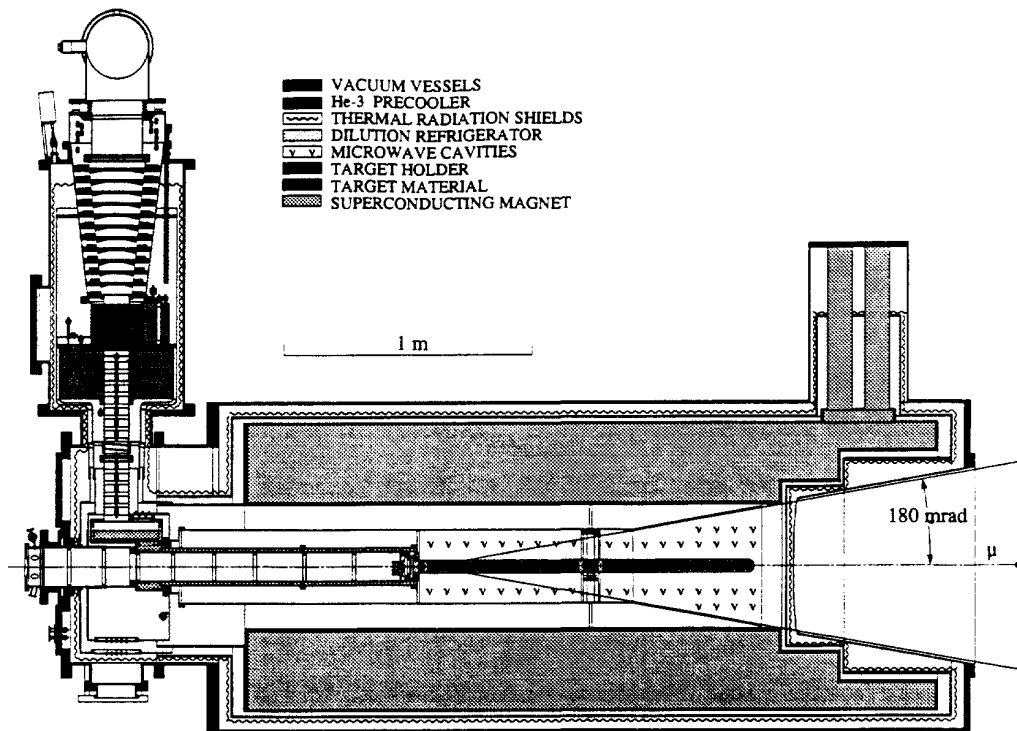 VACUUM VESSELS
He-3 PRECOOLER
THERMAL RADIATION SHIELDS
DILUTION REFRIGERATOR
MICROWAVE CAVITIES
TARGET HOLDER
TARGET MATERIAL
SUPERCONDUCTING MAGNET
1 m
180 mrad
μ